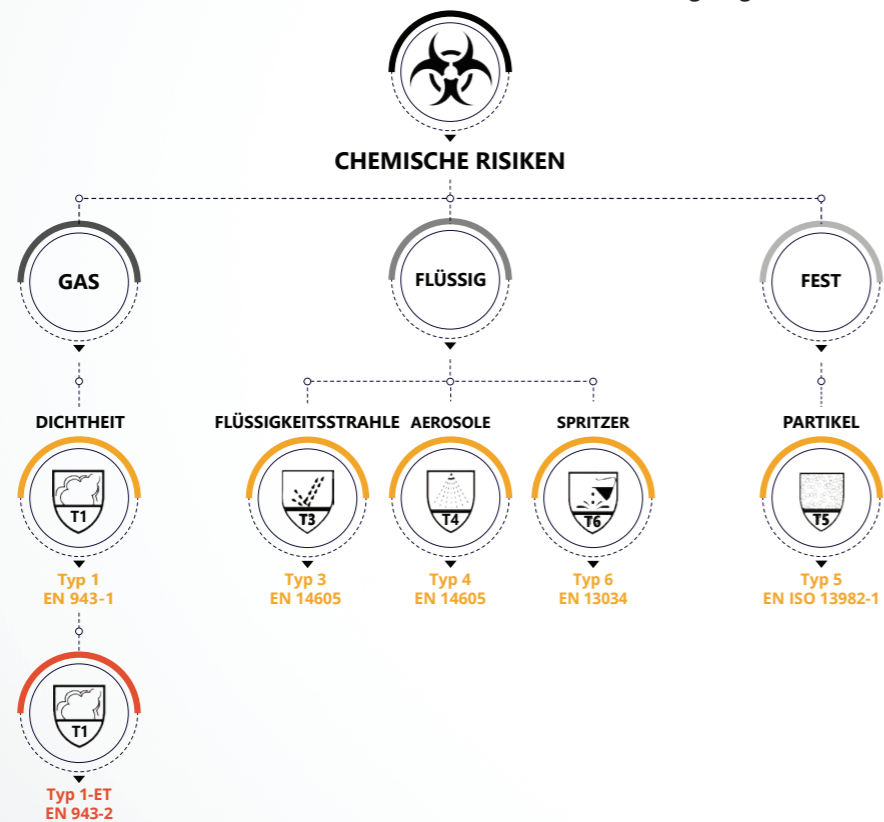 CHEMISCHE RISIKEN
GAS
FLÜSSIG
FEST
DICHTHEIT
FLÜSSIGKEITSSTRAHLE
AEROSOLE
SPRITZER
PARTIKEL
T1
T3
T4
T6
T5
Typ 1
EN 943-1
Typ 3
EN 14605
Typ 4
EN 14605
Typ 6
EN 13034
Typ 5
EN ISO 13982-1
T1
Typ 1-ET
EN 943-2